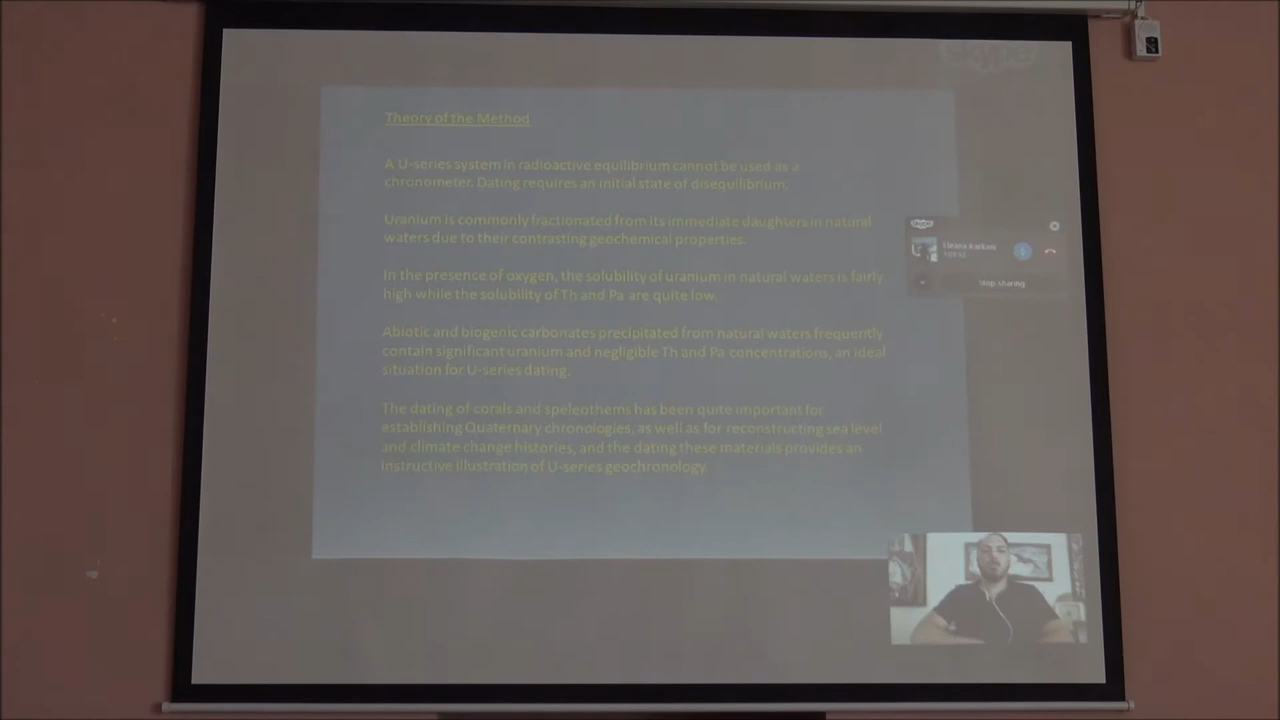 skype
Theory of the Method
A U-series system in radioactive equilibrium cannot be used as a
chronometer. Dating requires an initial state of disequilibrium.
Uranium is commonly fractionated from its immediate daughters in natural
waters due to their contrasting geochemical properties.
In the presence of oxygen, the solubility of uranium in natural waters is fairly
high while the solubility of Th and Pa are quite low.
Abiotic and biogenic carbonates precipitated from natural waters frequently
contain significant uranium and negligible Th and Pa concentrations, an ideal
situation for U-series dating.
The dating of corals and speleothems has been quite important for
establishing Quaternary chronologies, as well as for reconstructing sea level
and climate change histories, and the dating these materials provides an
instructive illustration of U-series geochronology.
skype
Stop sharing